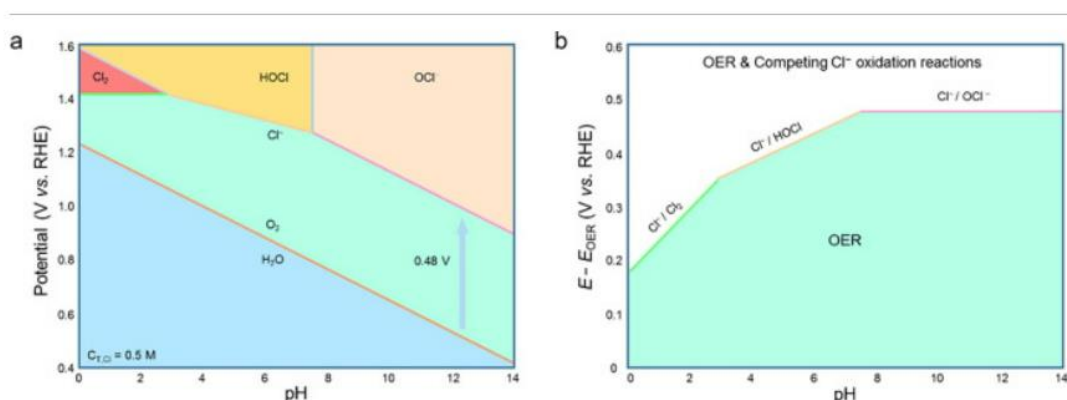 a
Potential (V vs. RHE)
1.6
1.4
1.2
1.0
0.8
0.6
0.4
Cl₂
HOCl
OCl⁻
Cl⁻
O₂
H₂O
0.48 V
C_T,Cl = 0.5 M
0 2 4 6 8 10 12 14
pH
b
E − E_OER (V vs. RHE)
0.6
0.5
0.4
0.3
0.2
0.1
0
OER & Competing Cl⁻ oxidation reactions
Cl⁻ / Cl₂
Cl⁻ / HOCl
Cl⁻ / OCl⁻
OER
0 2 4 6 8 10 12 14
pH